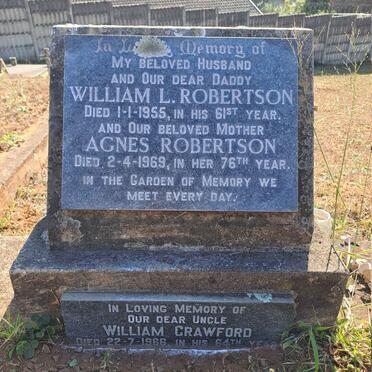 In Loving Memory of
My Beloved Husband
and Our Dear Daddy
William L. Robertson
Died 1-1-1955, in his 61st year.
and Our Beloved Mother
Agnes Robertson
Died 2-4-1969, in her 76th year.
in the Garden of Memory we
meet every day.
In Loving Memory of
Our Dear Uncle
William Crawford
Died 22-7-1966, in his 64th year